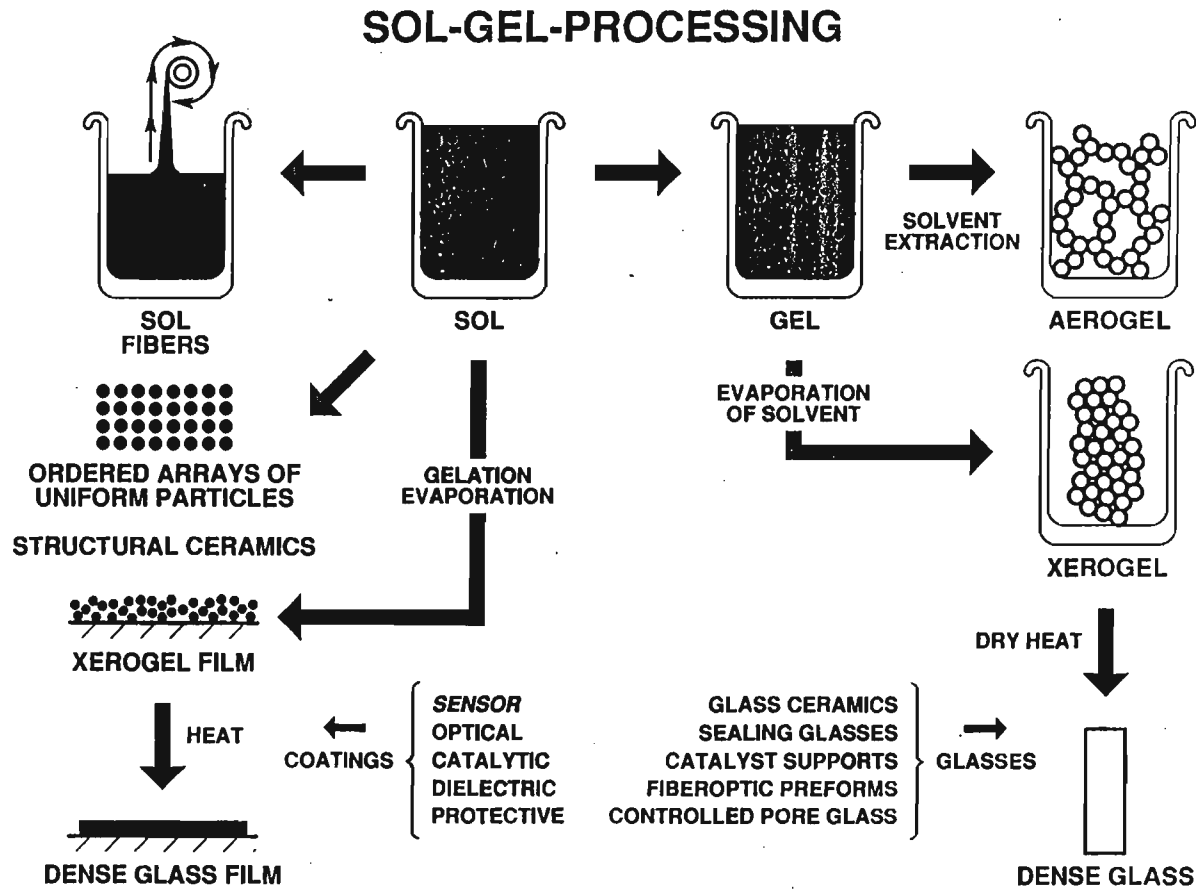 SOL-GEL-PROCESSING
SOL
FIBERS
SOL
GEL
SOLVENT
EXTRACTION
AEROGEL
ORDERED ARRAYS OF
UNIFORM PARTICLES
GELATION
EVAPORATION
EVAPORATION
OF SOLVENT
STRUCTURAL CERAMICS
XEROGEL
XEROGEL FILM
DRY HEAT
HEAT
COATINGS
SENSOR
OPTICAL
CATALYTIC
DIELECTRIC
PROTECTIVE
GLASS CERAMICS
SEALING GLASSES
CATALYST SUPPORTS
FIBEROPTIC PREFORMS
CONTROLLED PORE GLASS
GLASSES
DENSE GLASS FILM
DENSE GLASS